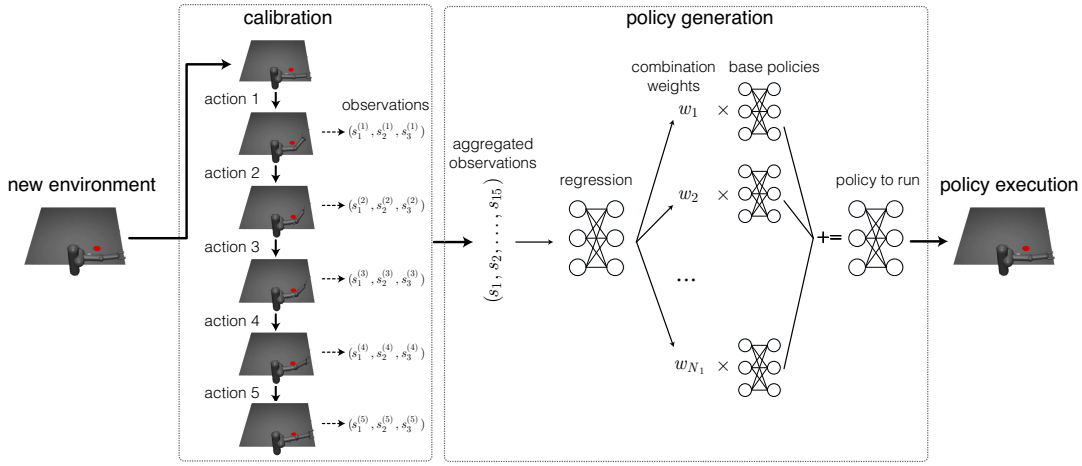 calibration
policy generation
new environment
action 1
action 2
action 3
action 4
action 5
observations
(s_1^{(1)}, s_2^{(1)}, s_3^{(1)})
(s_1^{(2)}, s_2^{(2)}, s_3^{(2)})
(s_1^{(3)}, s_2^{(3)}, s_3^{(3)})
(s_1^{(4)}, s_2^{(4)}, s_3^{(4)})
(s_1^{(5)}, s_2^{(5)}, s_3^{(5)})
aggregated
observations
(s_1, s_2, ..., s_{15})
regression
combination
weights
base policies
w_1 ×
w_2 ×
...
w_{N_1} ×
+=
policy to run
policy execution